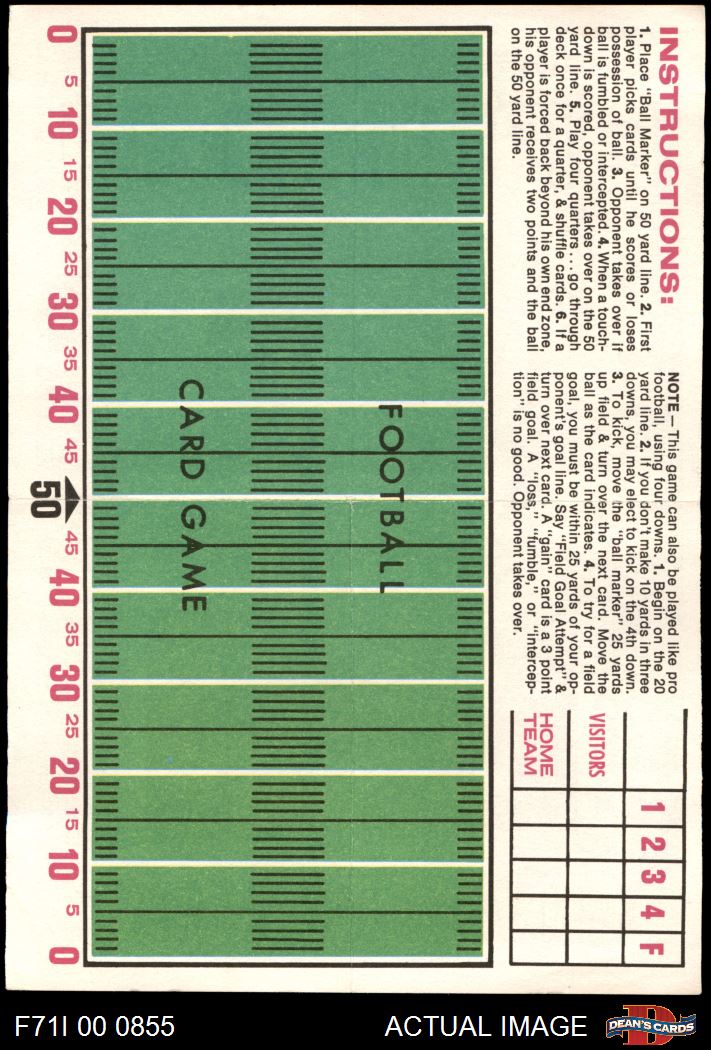 INSTRUCTIONS:
1. Place "Ball Marker" on 50 yard line. 2. First
player picks cards until he scores or loses
possession of ball. 3. Opponent takes over if
ball is fumbled or intercepted. 4. When a touch-
down is scored, opponent takes over on the 50
yard line. 5. Play four quarters...go through
deck once for a quarter, & shuffle cards. 6. If a
player is forced back beyond his own end zone,
his opponent receives two points and the ball
on the 50 yard line.
NOTE — This game can also be played like pro
football, using four downs. 1. Begin on the 20
yard line. 2. If you don't make 10 yards in three
downs, you may elect to kick on the 4th down.
3. To kick, move the "ball marker" 25 yards
up field & turn over the next card. Move the
ball as the card indicates. 4. To try for a field
goal, you must be within 25 yards of your op-
ponent's goal line. Say "Field Goal Attempt" &
turn over next card. A "gain" card is a 3 point
field goal. A "loss," "fumble," or "intercep-
tion" is no good. Opponent takes over.
1 2 3 4 F
VISITORS
HOME
TEAM
FOOTBALL
CARD GAME
0 5 10 15 20 25 30 35 40 45 50 45 40 35 30 25 20 15 10 5 0
F71I 00 0855
ACTUAL IMAGE
D
DEAN'S CARDS